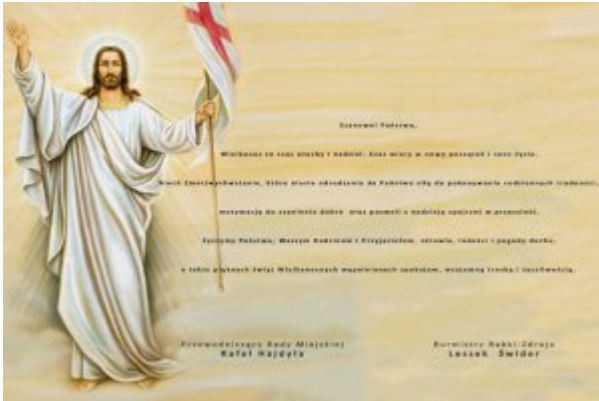 Szanowni Państwo,
Wielkanoc to czas otuchy i nadziei. Czas wiary w nowy początek i sens życia.
Niech Zmartwychwstanie, które niesie odrodzenie da Państwu siłę do pokonywania codziennych trudności,
motywację do czynienia dobra oraz pozwoli z nadzieją spojrzeć w przyszłość.
Życzymy Państwu, Waszym Rodzinom i Przyjaciołom, zdrowia, radości i pogody ducha,
a także pięknych Świąt Wielkanocnych wypełnionych spokojem, wzajemną troską i życzliwością.
Przewodniczący Rady Miejskiej
Rafał Hajdyła
Burmistrz Rabki-Zdroju
Leszek Świder